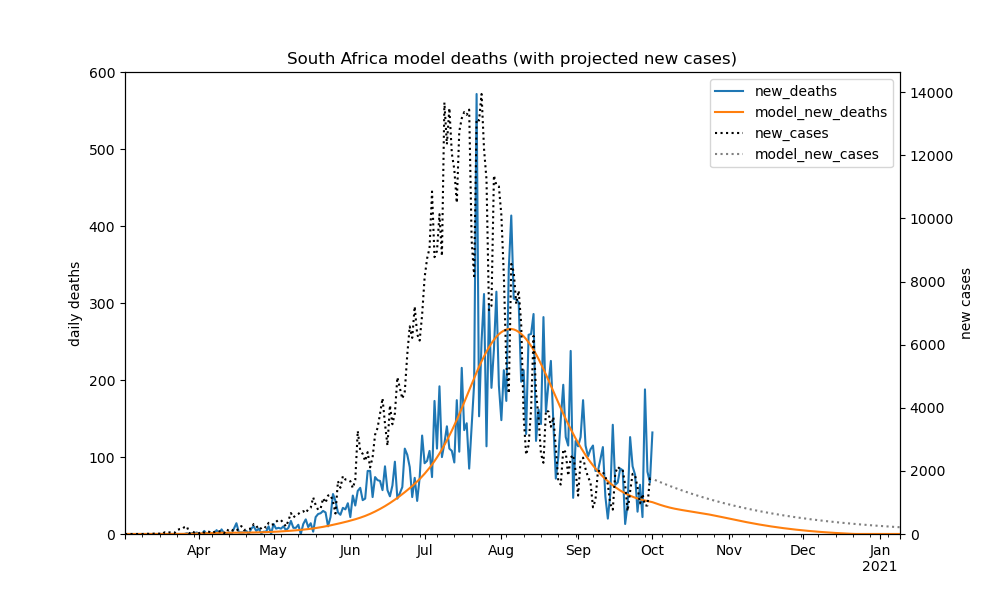 South Africa model deaths (with projected new cases)
600
500
400
300
200
100
0
daily deaths
14000
12000
10000
8000
6000
4000
2000
0
new cases
new_deaths
model_new_deaths
new_cases
model_new_cases
Apr May Jun Jul Aug Sep Oct Nov Dec Jan
2021